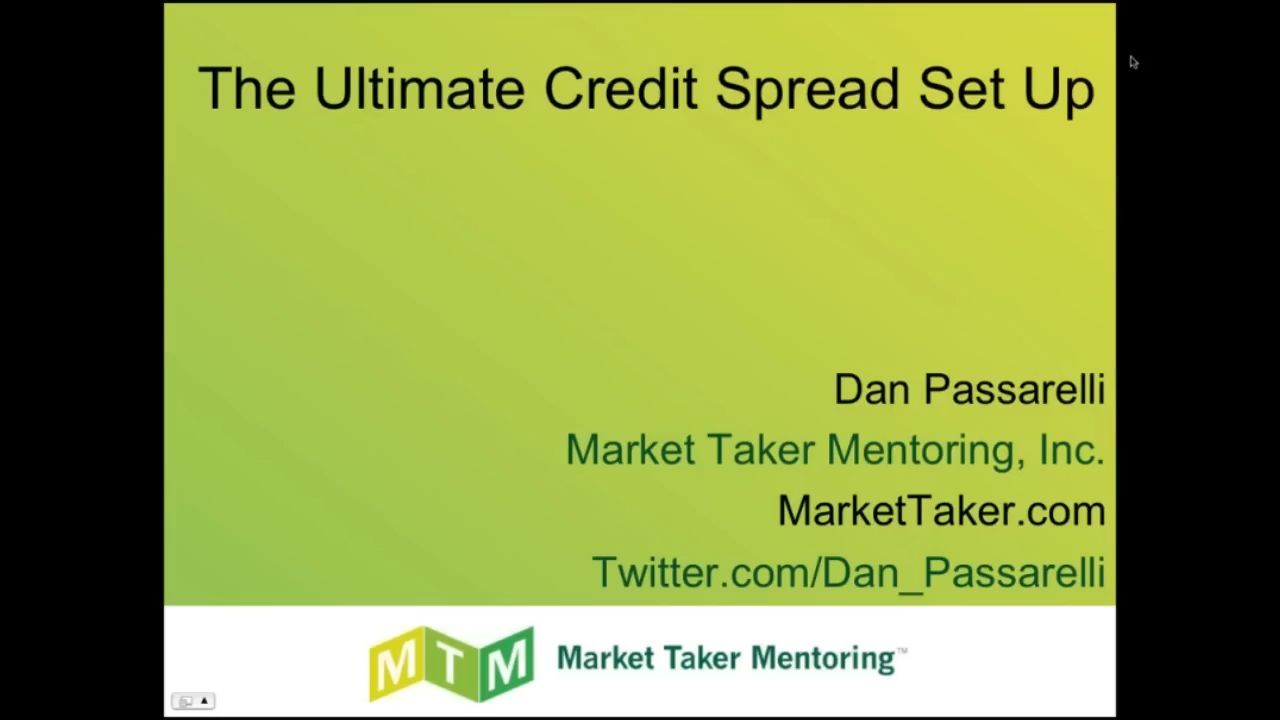 The Ultimate Credit Spread Set Up
Dan Passarelli
Market Taker Mentoring, Inc.
MarketTaker.com
Twitter.com/Dan_Passarelli
MTM Market Taker Mentoring™